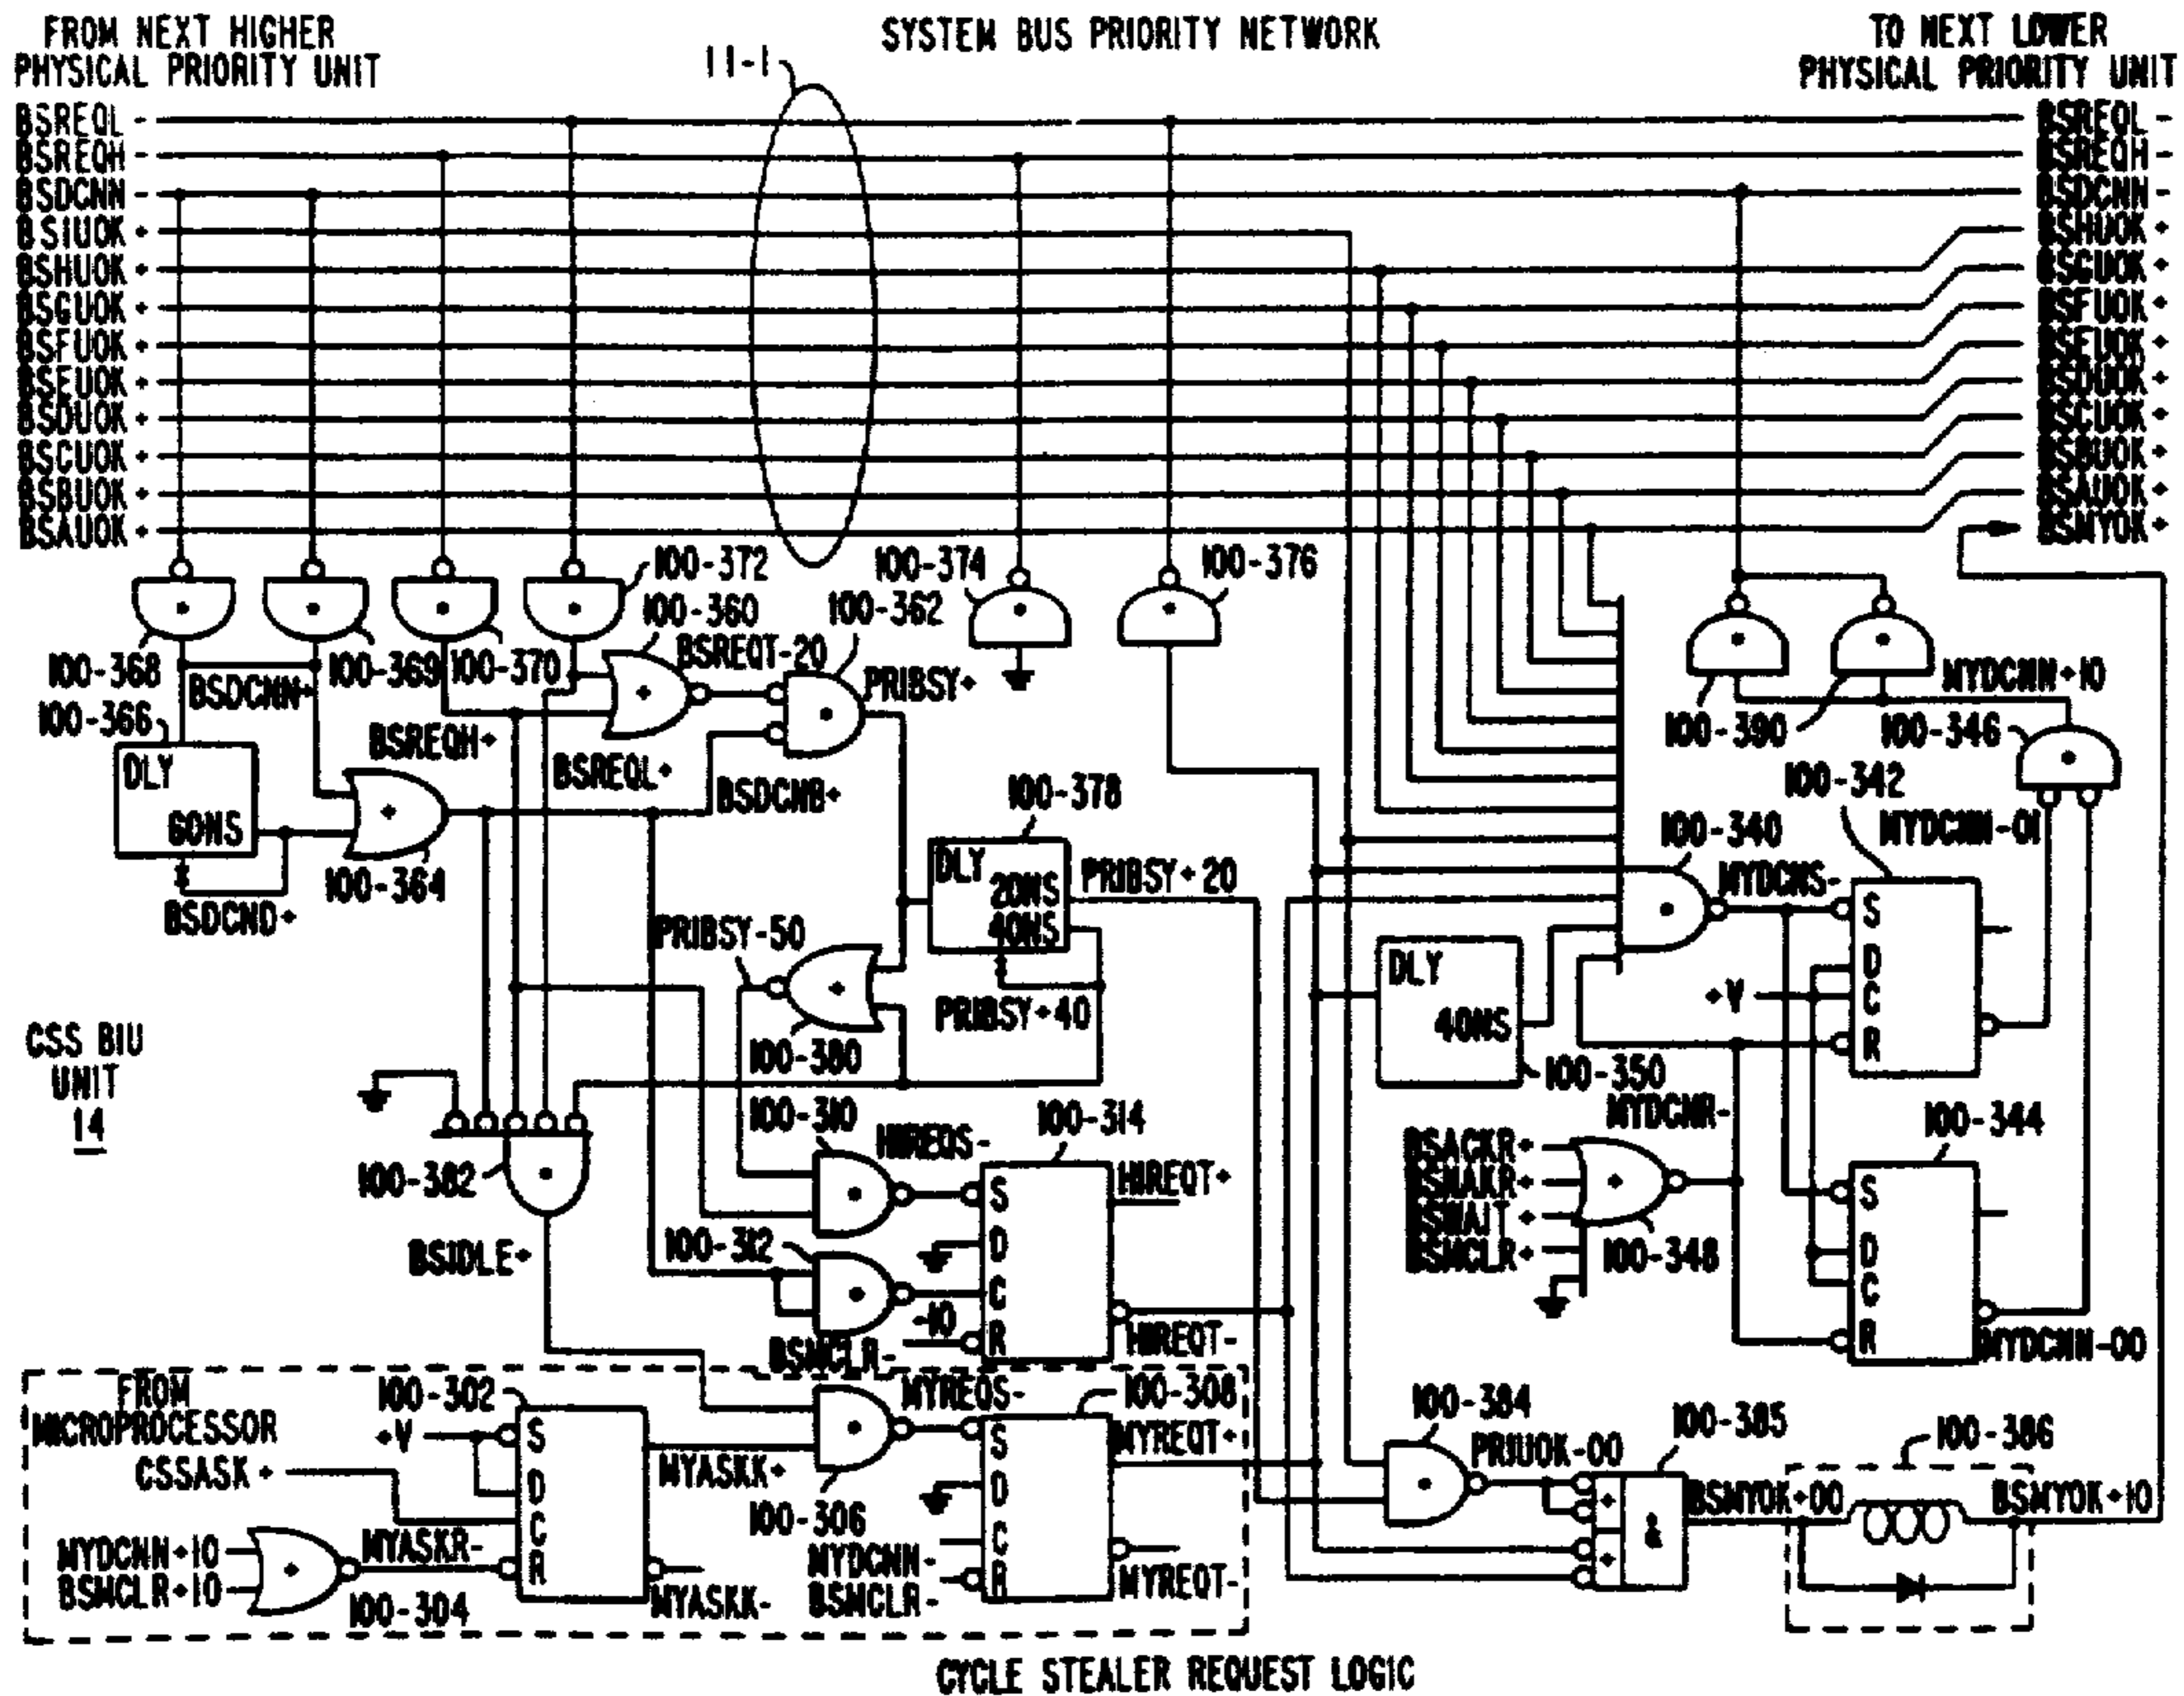 FROM NEXT HIGHER
PHYSICAL PRIORITY UNIT
SYSTEM BUS PRIORITY NETWORK
TO NEXT LOWER
PHYSICAL PRIORITY UNIT
11-1
BSREQL -
BSREQH -
BSDCNN -
BSIUOK +
BSHUOK +
BSGUOK +
BSFUOK +
BSEUOK +
BSDUOK +
BSCUOK +
BSBUOK +
BSAUOK +
BSREQL -
BSREQH -
BSDCNN -
BSHUOK +
BSGUOK +
BSFUOK +
BSEUOK +
BSDUOK +
BSCUOK +
BSBUOK +
BSAUOK +
BSMYOK +
100-372
100-360
100-362
100-374
100-376
100-368
100-369
100-370
BSREQT-20
PRIBSY+
BSDCNN+
100-366
BSREQH+
BSREQL+
BSDCNB+
DLY
60NS
100-364
BSDCND+
100-378
DLY
20NS
40NS
PRIBSY+20
PRIBSY-50
PRIBSY+40
100-380
100-390
MYDCNN+10
100-346
100-342
MYDCNN-01
100-340
MYDCNS-
S
D
C
R
+V
DLY
40NS
100-350
MYDCNR-
100-344
BSACKR+
BSNAKR+
BSWAIT +
BSMCLR+
100-348
S
D
C
R
MYDCNN-00
CSS BIU
UNIT
14
100-382
BSIDLE+
100-310
HIREQS-
100-314
HIREQT+
100-312
-10
BSMCLR-
S
D
C
R
HIREQT-
FROM
MICROPROCESSOR
100-302
+V
CSSASK +
S
D
C
R
MYASKK+
MYASKK-
MYDCNN+10
BSMCLR+10
MYASKR-
100-304
MYREQS-
100-306
100-308
MYREQT+
S
D
C
R
MYDCNN-
BSMCLR-
MYREQT-
100-384
PRIUOK-00
100-385
+
+
&
BSMYOK+00
100-386
BSMYOK+10
CYCLE STEALER REQUEST LOGIC